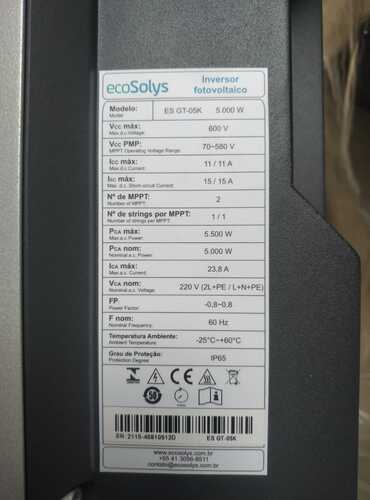 ecoSolys
Inversor
fotovoltaico
Modelo: ES GT-05K 5.000 W
Model
Vcc máx: 600 V
Max.d.c.Voltage:
Vcc PMP: 70~580 V
MPPT Operating Voltage Range:
Icc máx: 11/11 A
Max.d.c.Current:
Isc máx: 15/15 A
Max. d.c. Short-circuit Current:
Nº de MPPT: 2
Number of MPPT:
Nº de strings por MPPT: 1/1
Number of strings per MPPT:
PCA máx: 5.500 W
Max.a.c. Power:
PCA nom: 5.000 W
Nominal a.c. Power:
ICA máx: 23,8 A
Max.a.c. Current:
VCA nom: 220 V (2L+PE / L+N+PE)
Nominal a.c. Voltage:
FP -0,8~0,8
Power Factor:
F nom: 60 Hz
Nominal Frequency:
Temperatura Ambiente: -25°C~+60°C
Ambient Temperature
Grau de Proteção: IP65
Protection Degree
CE
50
ES GT-05K
www.ecosolys.com.br
contato@ecosolys.com.br